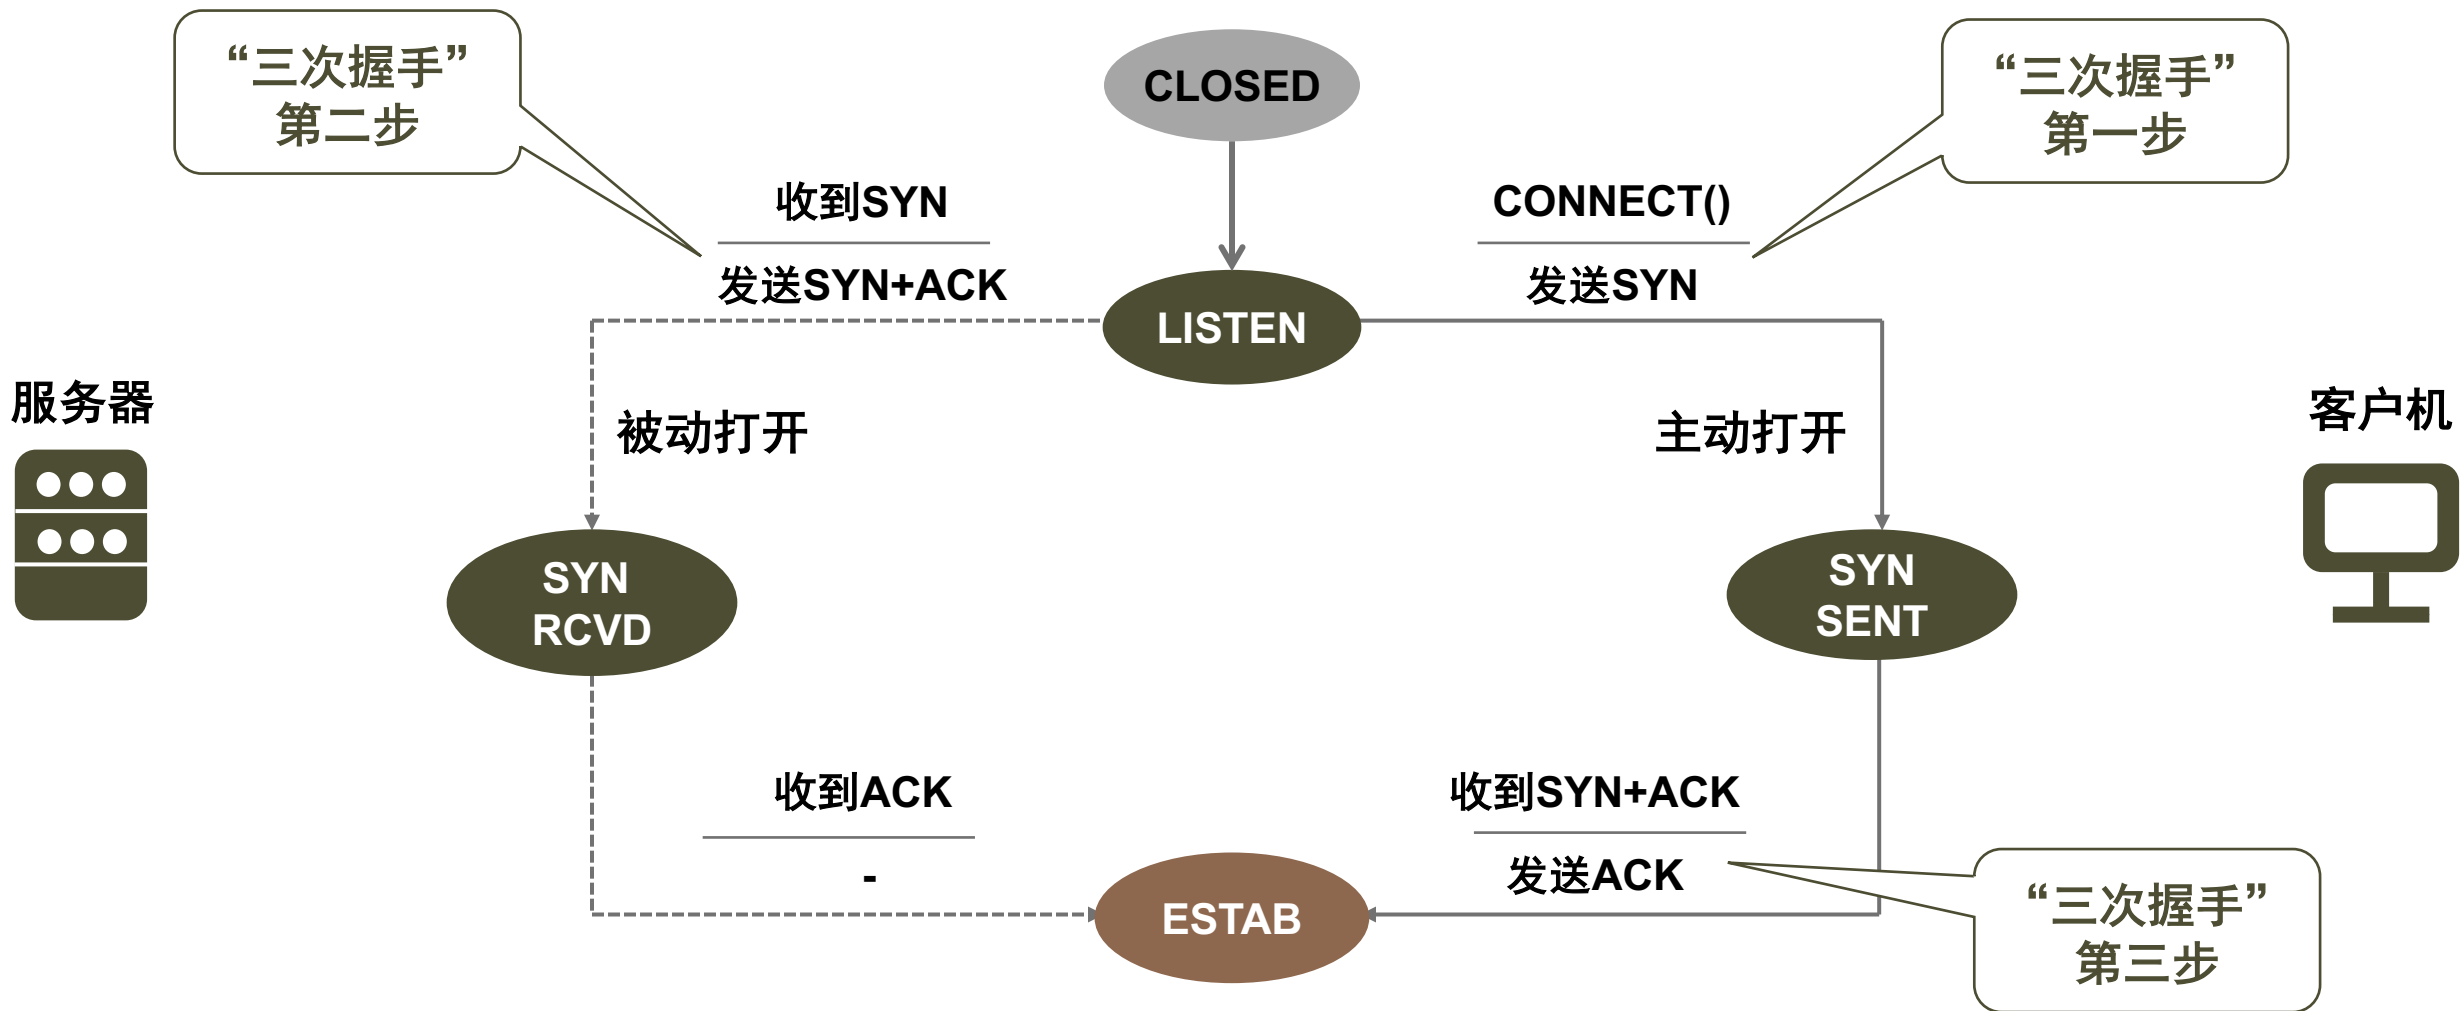 “三次握手”
第二步
CLOSED
“三次握手”
第一步
收到SYN
发送SYN+ACK
CONNECT()
发送SYN
LISTEN
服务器
被动打开
主动打开
客户机
SYN
RCVD
SYN
SENT
收到ACK
-
收到SYN+ACK
发送ACK
ESTAB
“三次握手”
第三步